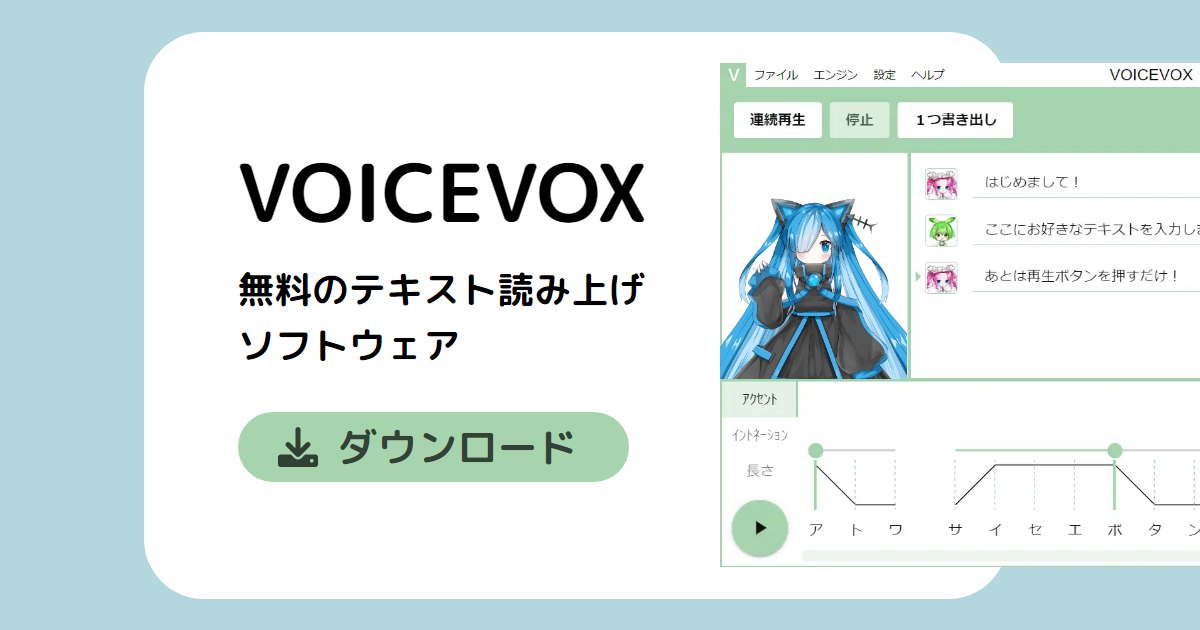 VOICEVOX
無料のテキスト読み上げ
ソフトウェア
ダウンロード
V ファイル エンジン 設定 ヘルプ VOICEVOX
連続再生 停止 1つ書き出し
はじめまして！
ここにお好きなテキストを入力し
あとは再生ボタンを押すだけ！
アクセント
イントネーション
長さ
ア ト ワ サ イ セ エ ボ タ ン